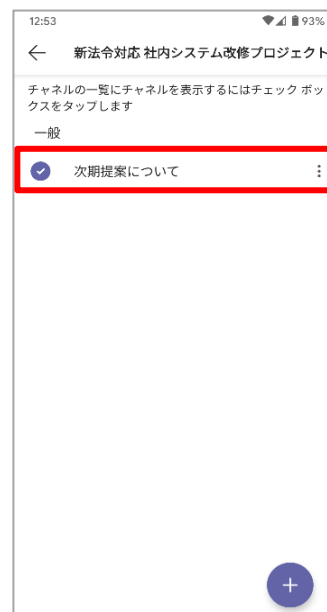 12:53 93%
新法令対応 社内システム改修プロジェクト
チャネルの一覧にチャネルを表示するにはチェック ボッ
クスをタップします
一般
次期提案について